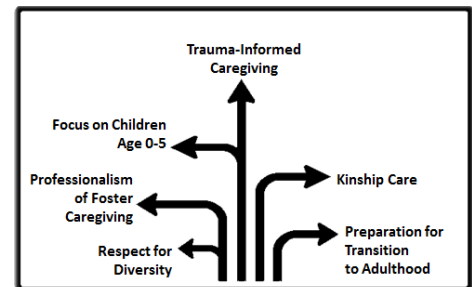 Trauma-Informed
Caregiving
Focus on Children
Age 0-5
Professionalism
of Foster
Caregiving
Kinship Care
Respect for
Diversity
Preparation for
Transition
to Adulthood